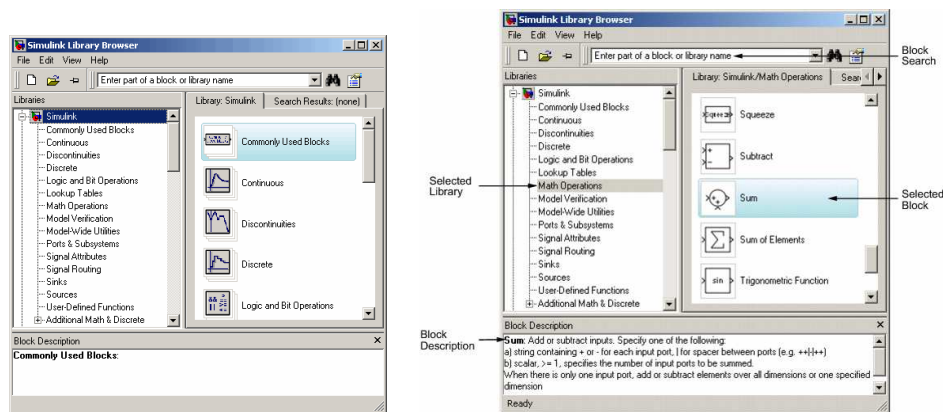 Simulink Library Browser
File Edit View Help
Enter part of a block or library name
Libraries
Library: Simulink Search Results: (none)
Simulink
Commonly Used Blocks
Continuous
Discontinuities
Discrete
Logic and Bit Operations
Lookup Tables
Math Operations
Model Verification
Model-Wide Utilities
Ports & Subsystems
Signal Attributes
Signal Routing
Sinks
Sources
User-Defined Functions
Additional Math & Discrete
Commonly Used Blocks
Continuous
Discontinuities
Discrete
Logic and Bit Operations
Block Description
Commonly Used Blocks:
Simulink Library Browser
File Edit View Help
Enter part of a block or library name
Block
Search
Libraries
Library: Simulink/Math Operations Sear
Simulink
Commonly Used Blocks
Continuous
Discontinuities
Discrete
Logic and Bit Operations
Lookup Tables
Math Operations
Model Verification
Model-Wide Utilities
Ports & Subsystems
Signal Attributes
Signal Routing
Sinks
Sources
User-Defined Functions
Additional Math & Discrete
Selected
Library
Squeeze
Squeeze
Subtract
Sum
Sum of Elements
sin
Trigonometric Function
Selected
Block
Block
Description
Block Description
Sum: Add or subtract inputs. Specify one of the following:
a) string containing + or - for each input port, | for spacer between ports (e.g. ++|-|++)
b) scalar, >= 1, specifies the number of input ports to be summed.
When there is only one input port, add or subtract elements over all dimensions or one specified
dimension
Ready